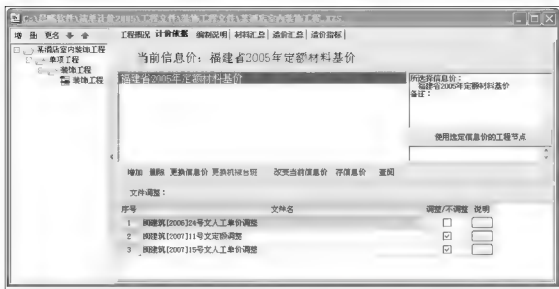 增 删 更名
某酒店室内装饰工程
单项工程
装饰工程
装饰工程
工程概况 计价依据 编制说明 材料汇总 造价汇总 造价指标
当前信息价：福建省2005年定额材料基价
福建省2005年定额材料基价
所选择信息价：
福建省2005年定额材料基价
备注：
使用选定信息价的工程节点
增加 删除 更换信息价 更换机械台班 改变当前信息价 存信息价 查阅
文件调整：
序号 文件名 调整/不调整 说明
1 闽建筑[2006]24号文人工单价调整
2 闽建筑[2007]11号文定额调整
3 闽建筑[2007]15号文人工单价调整